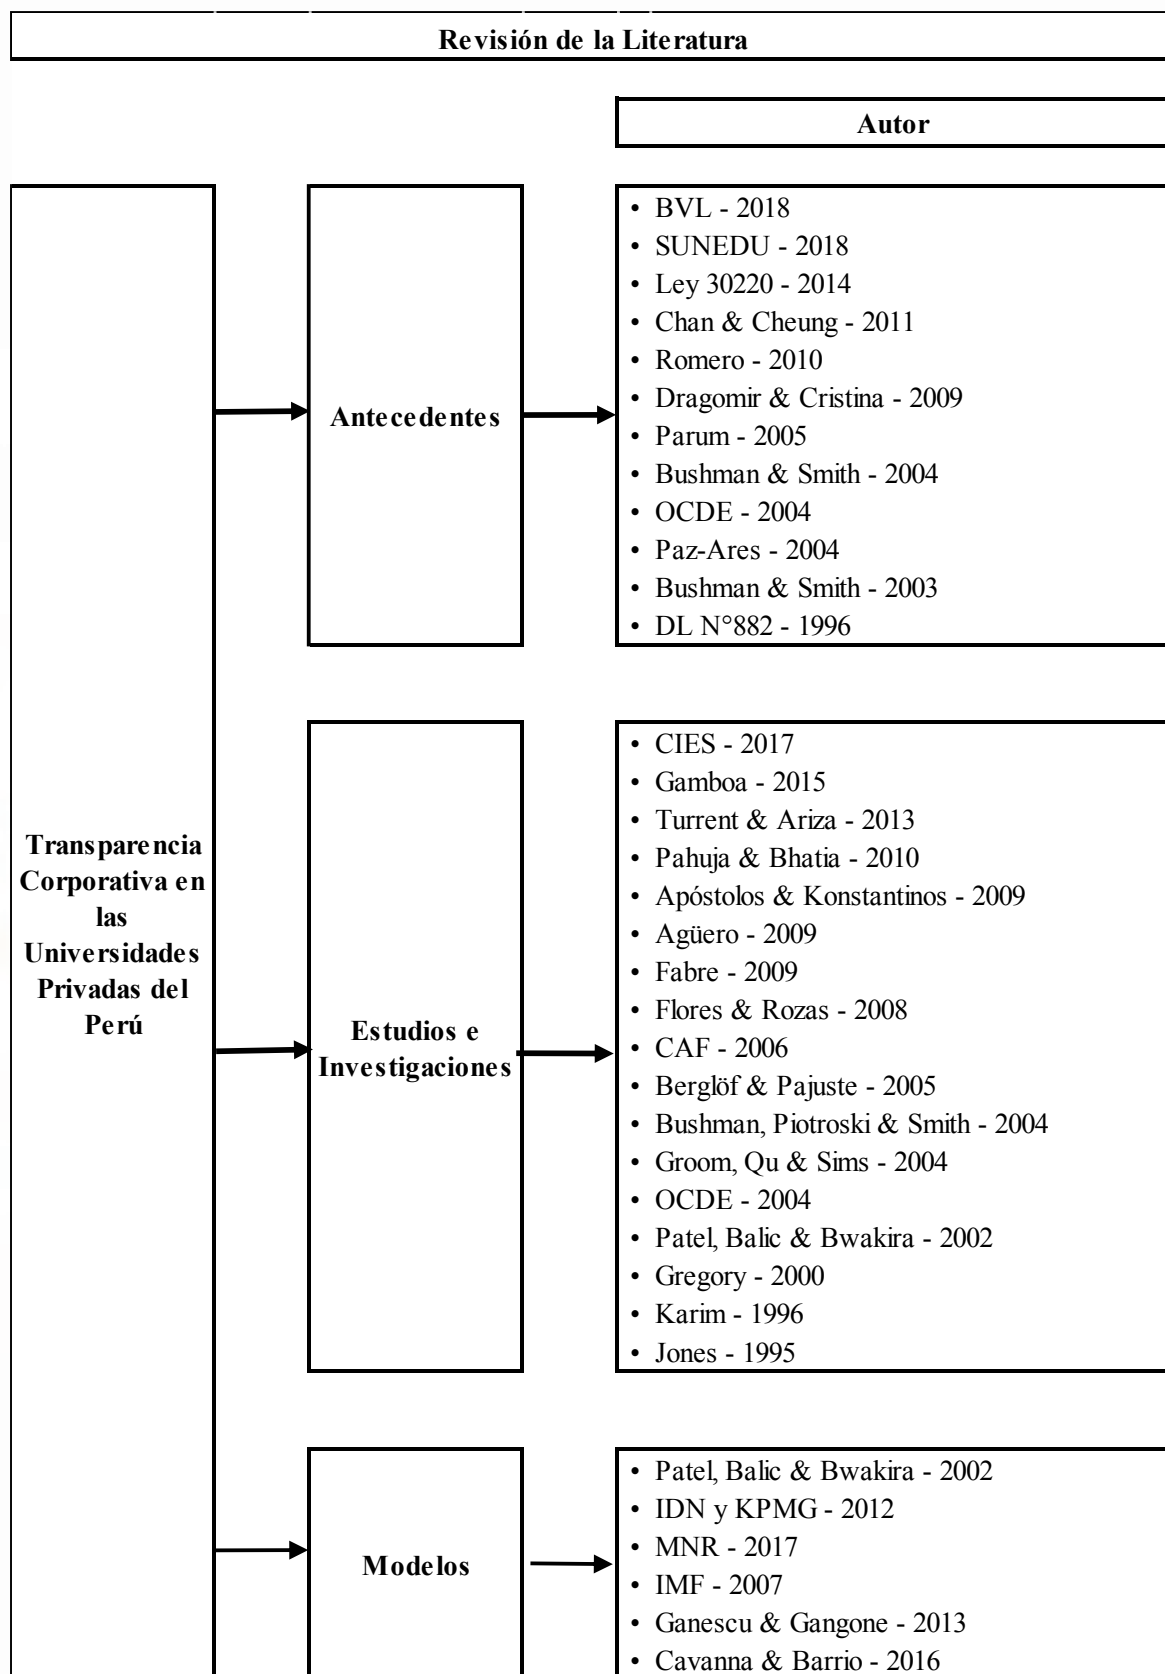 Revisión de la Literatura
Autor
Transparencia
Corporativa en
las
Universidades
Privadas del
Perú
Antecedentes
• BVL - 2018
• SUNEDU - 2018
• Ley 30220 - 2014
• Chan & Cheung - 2011
• Romero - 2010
• Dragomir & Cristina - 2009
• Parum - 2005
• Bushman & Smith - 2004
• OCDE - 2004
• Paz-Ares - 2004
• Bushman & Smith - 2003
• DL N°882 - 1996
Estudios e
Investigaciones
• CIES - 2017
• Gamboa - 2015
• Turrent & Ariza - 2013
• Pahuja & Bhatia - 2010
• Apóstolos & Konstantinos - 2009
• Agüero - 2009
• Fabre - 2009
• Flores & Rozas - 2008
• CAF - 2006
• Berglöf & Pajuste - 2005
• Bushman, Piotroski & Smith - 2004
• Groom, Qu & Sims - 2004
• OCDE - 2004
• Patel, Balic & Bwakira - 2002
• Gregory - 2000
• Karim - 1996
• Jones - 1995
Modelos
• Patel, Balic & Bwakira - 2002
• IDN y KPMG - 2012
• MNR - 2017
• IMF - 2007
• Ganescu & Gangone - 2013
• Cavanna & Barrio - 2016